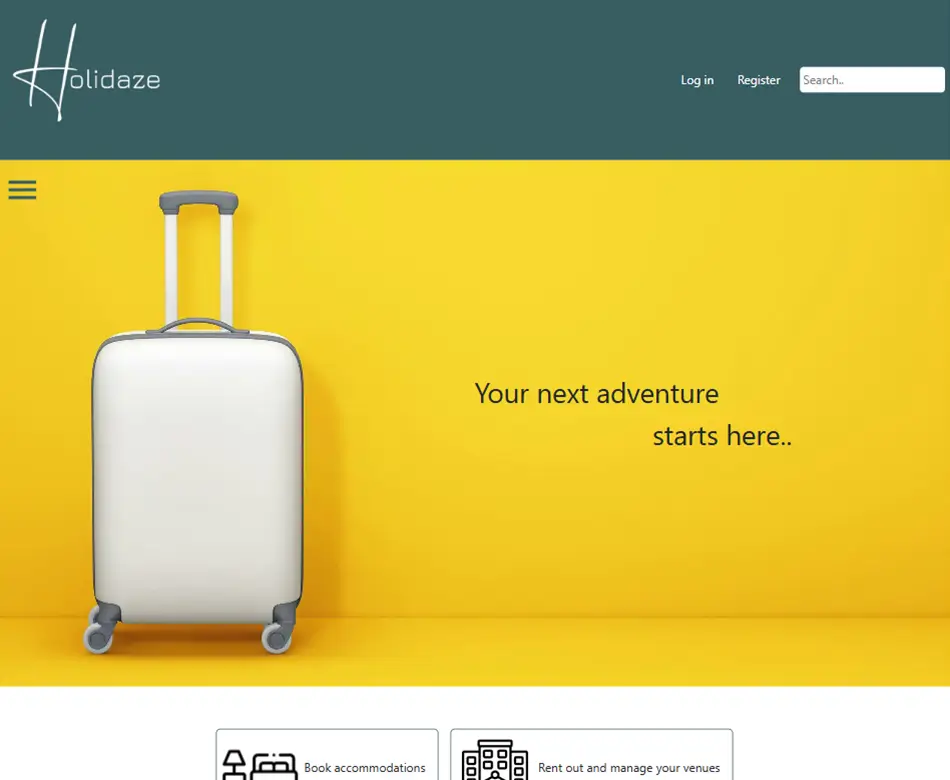 Holidaze
Log in
Register
Search..
Your next adventure
starts here..
Book accommodations
Rent out and manage your venues